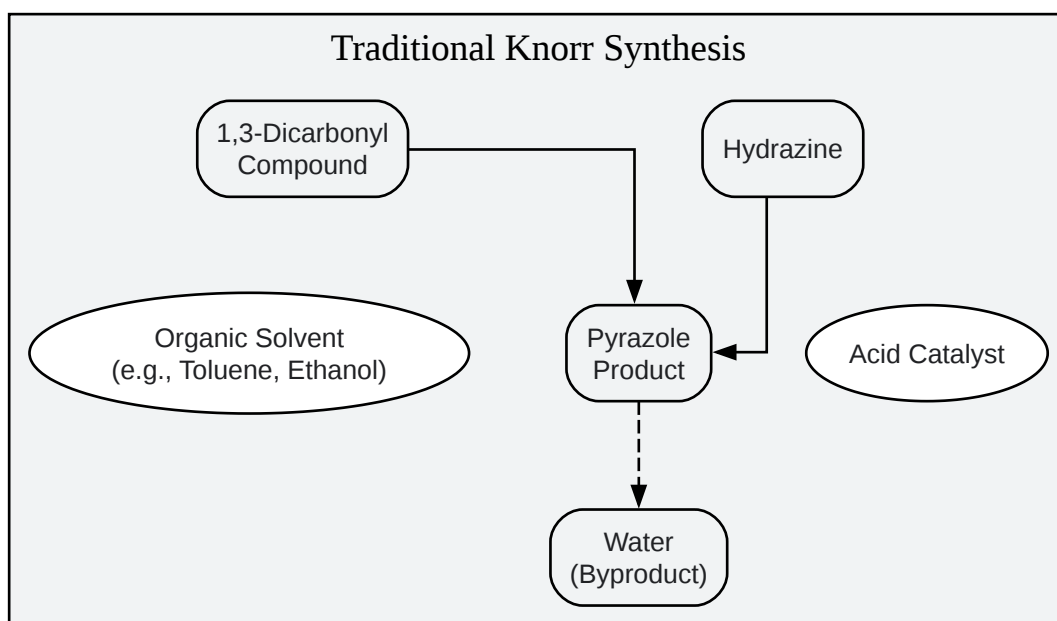 Traditional Knorr Synthesis
1,3-Dicarbonyl
Compound
Hydrazine
Organic Solvent
(e.g., Toluene, Ethanol)
Pyrazole
Product
Acid Catalyst
Water
(Byproduct)